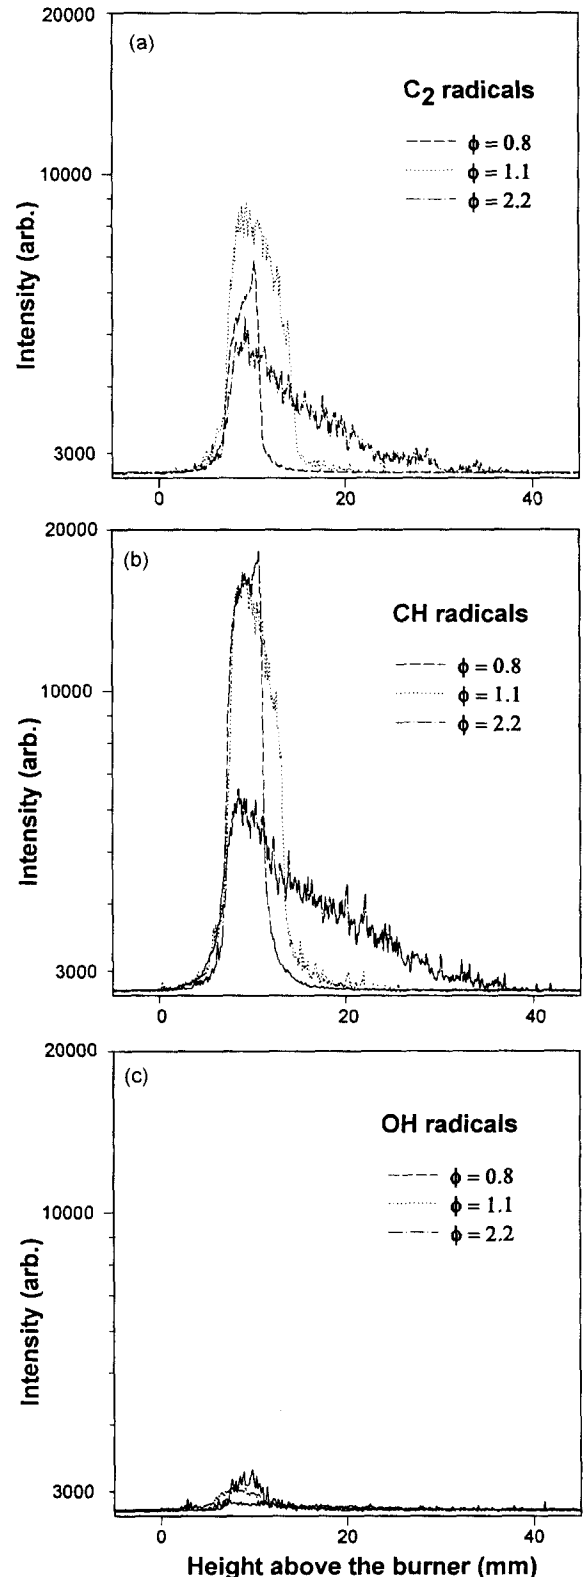 20000
(a)
C2 radicals
ϕ = 0.8
10000
ϕ = 1.1
ϕ = 2.2
Intensity (arb.)
3000
0
20
40
20000
(b)
CH radicals
ϕ = 0.8
10000
ϕ = 1.1
ϕ = 2.2
Intensity (arb.)
3000
0
20
40
20000
(c)
OH radicals
ϕ = 0.8
10000
ϕ = 1.1
ϕ = 2.2
Intensity (arb.)
3000
0
20
40
Height above the burner (mm)